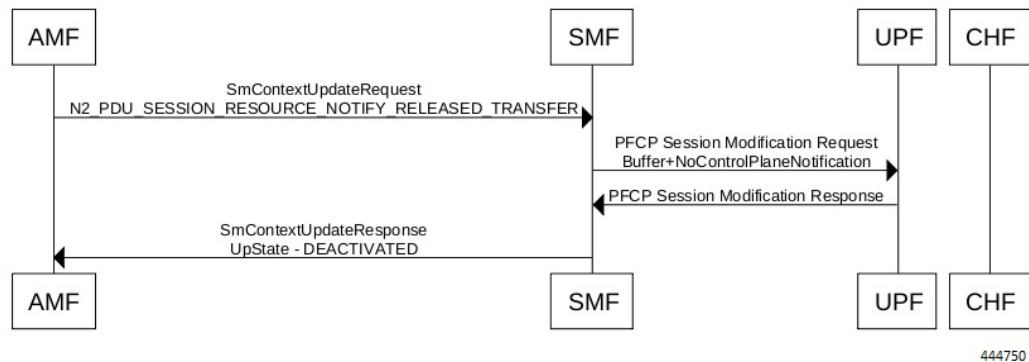 AMF
SMF
UPF
CHF
SmContextUpdateRequest
N2_PDU_SESSION_RESOURCE_NOTIFY_RELEASED_TRANSFER
PFCP Session Modification Request
Buffer+NoControlPlaneNotification
PFCP Session Modification Response
SmContextUpdateResponse
UpState - DEACTIVATED
AMF
SMF
UPF
CHF
444750